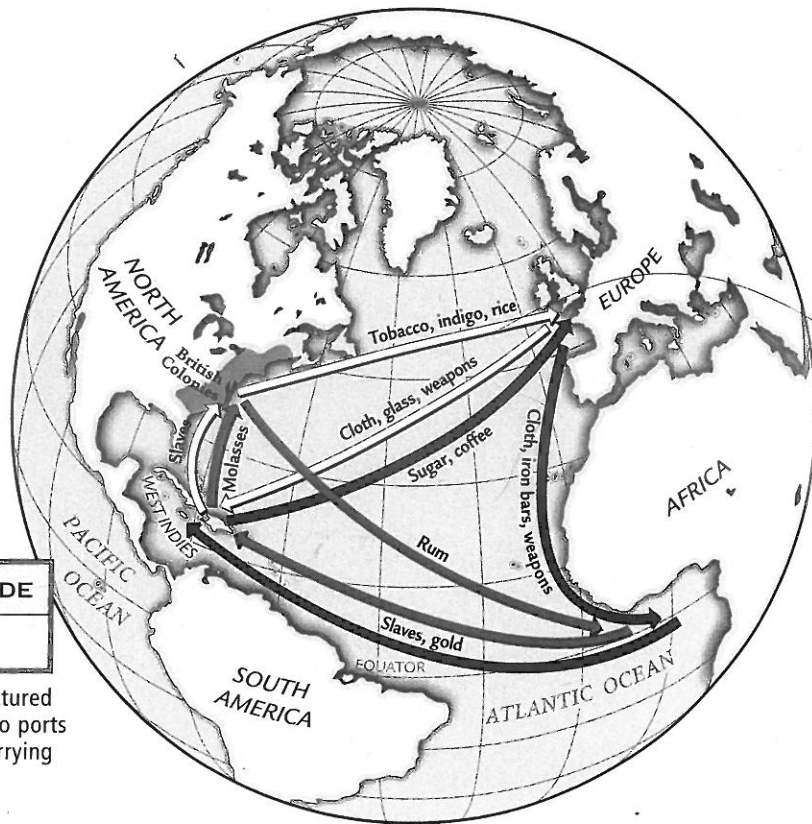 NORTH
AMERICA
British
Colonies
EUROPE
Tobacco, indigo, rice
Cloth, glass, weapons
Sugar, coffee
Cloth, iron bars, weapons
Slaves
Molasses
WEST INDIES
Rum
AFRICA
PACIFIC
OCEAN
Slaves, gold
EQUATOR
SOUTH
AMERICA
ATLANTIC OCEAN
DE
ctured
o ports
rrying